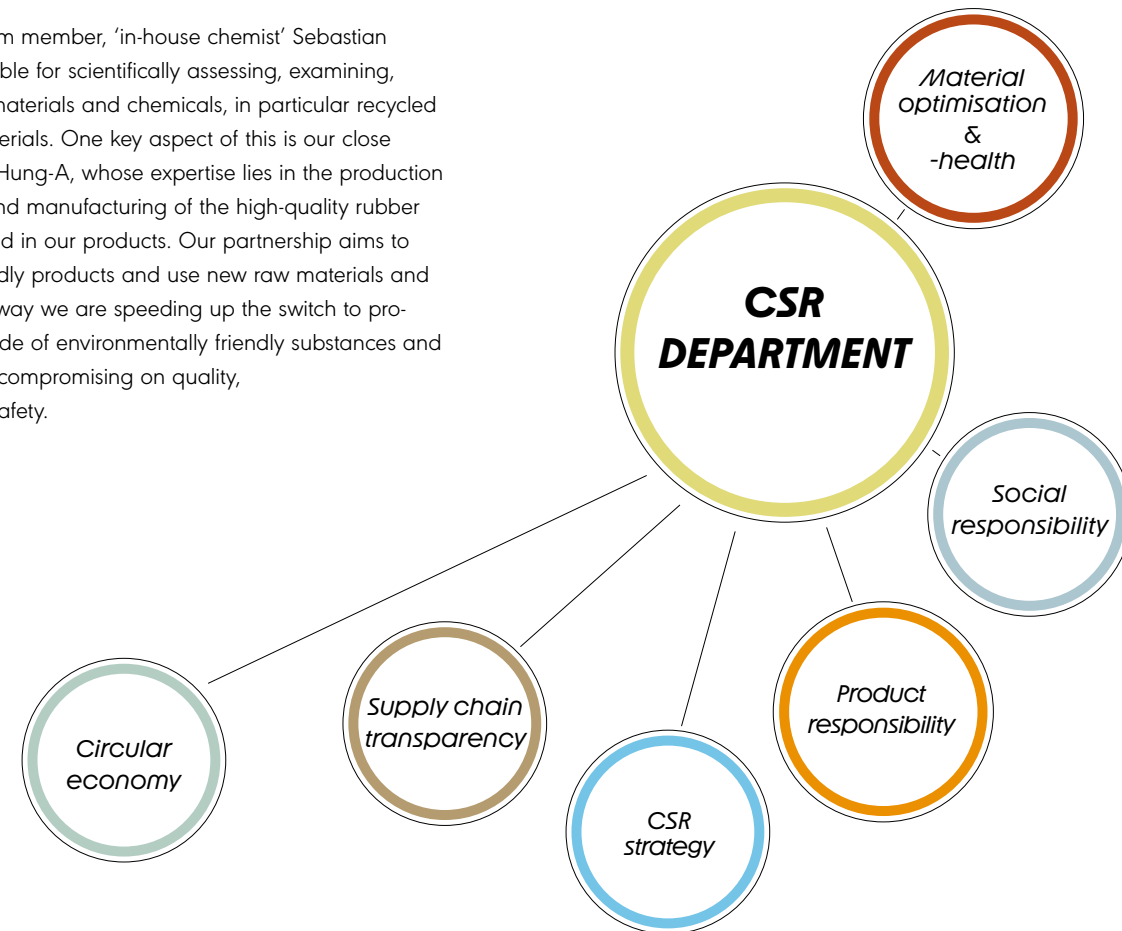 m member, ‘in-house chemist’ Sebastian
ble for scientifically assessing, examining,
naterials and chemicals, in particular recycled
erials. One key aspect of this is our close
Hung-A, whose expertise lies in the production
nd manufacturing of the high-quality rubber
d in our products. Our partnership aims to
dly products and use new raw materials and
way we are speeding up the switch to pro-
de of environmentally friendly substances and
compromising on quality,
afety.
Material
optimisation
&
-health
CSR
DEPARTMENT
Social
responsibility
Product
responsibility
Supply chain
transparency
Circular
economy
CSR
strategy